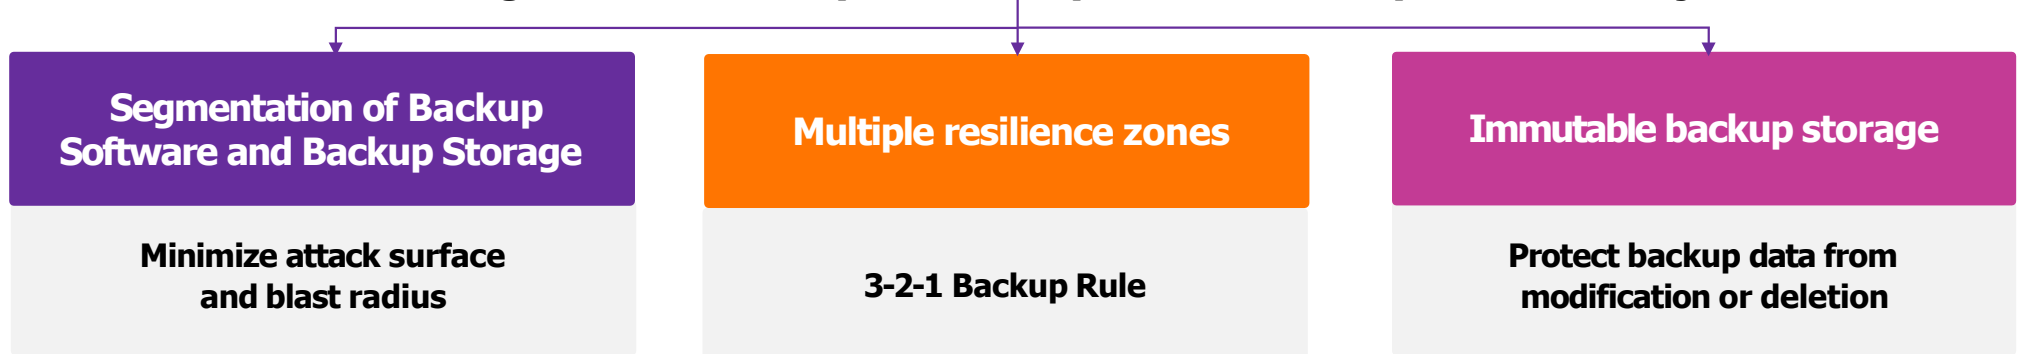 Segmentation of Backup
Software and Backup Storage
Multiple resilience zones
Immutable backup storage
Minimize attack surface
and blast radius
3-2-1 Backup Rule
Protect backup data from
modification or deletion